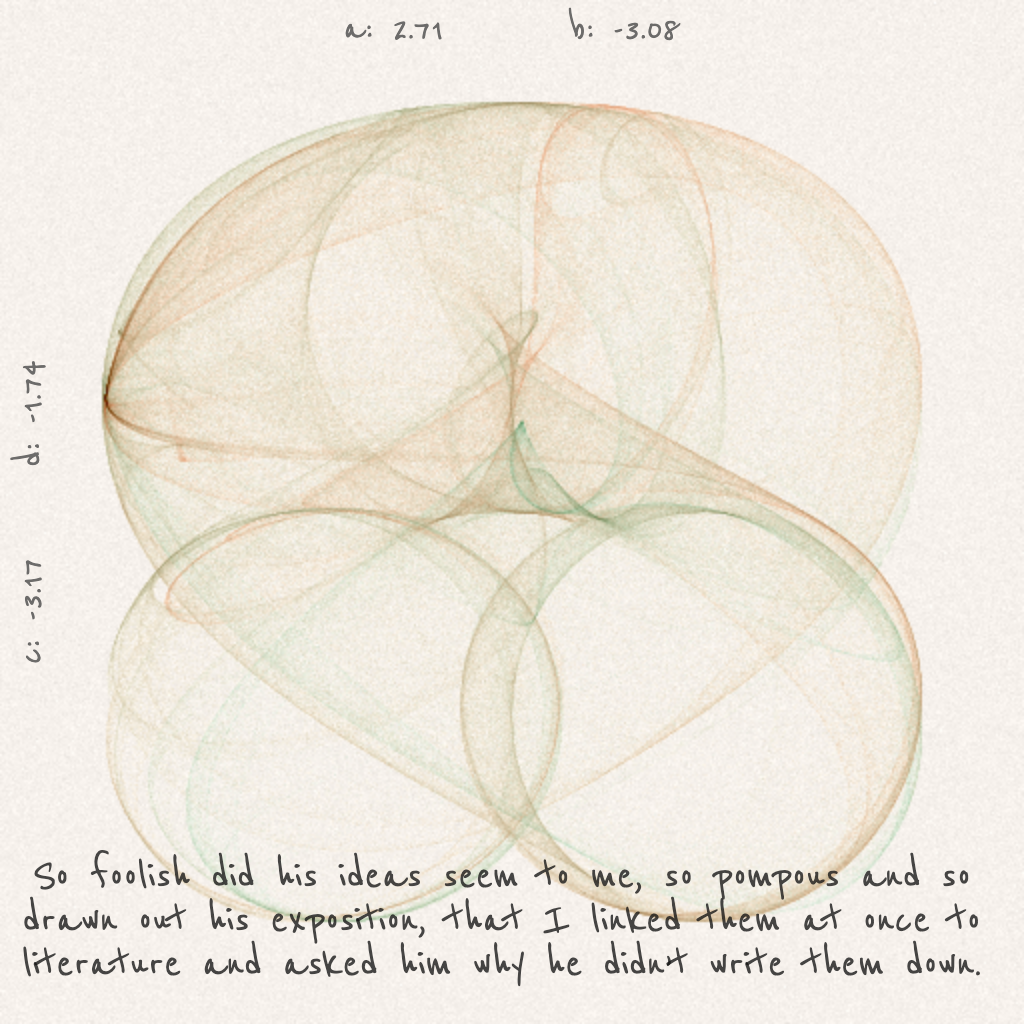 a: 2.71 b: -3.08
d: -1.74
c: -3.17
So foolish did his ideas seem to me, so pompous and so
drawn out his exposition, that I linked them at once to
literature and asked him why he didn't write them down.